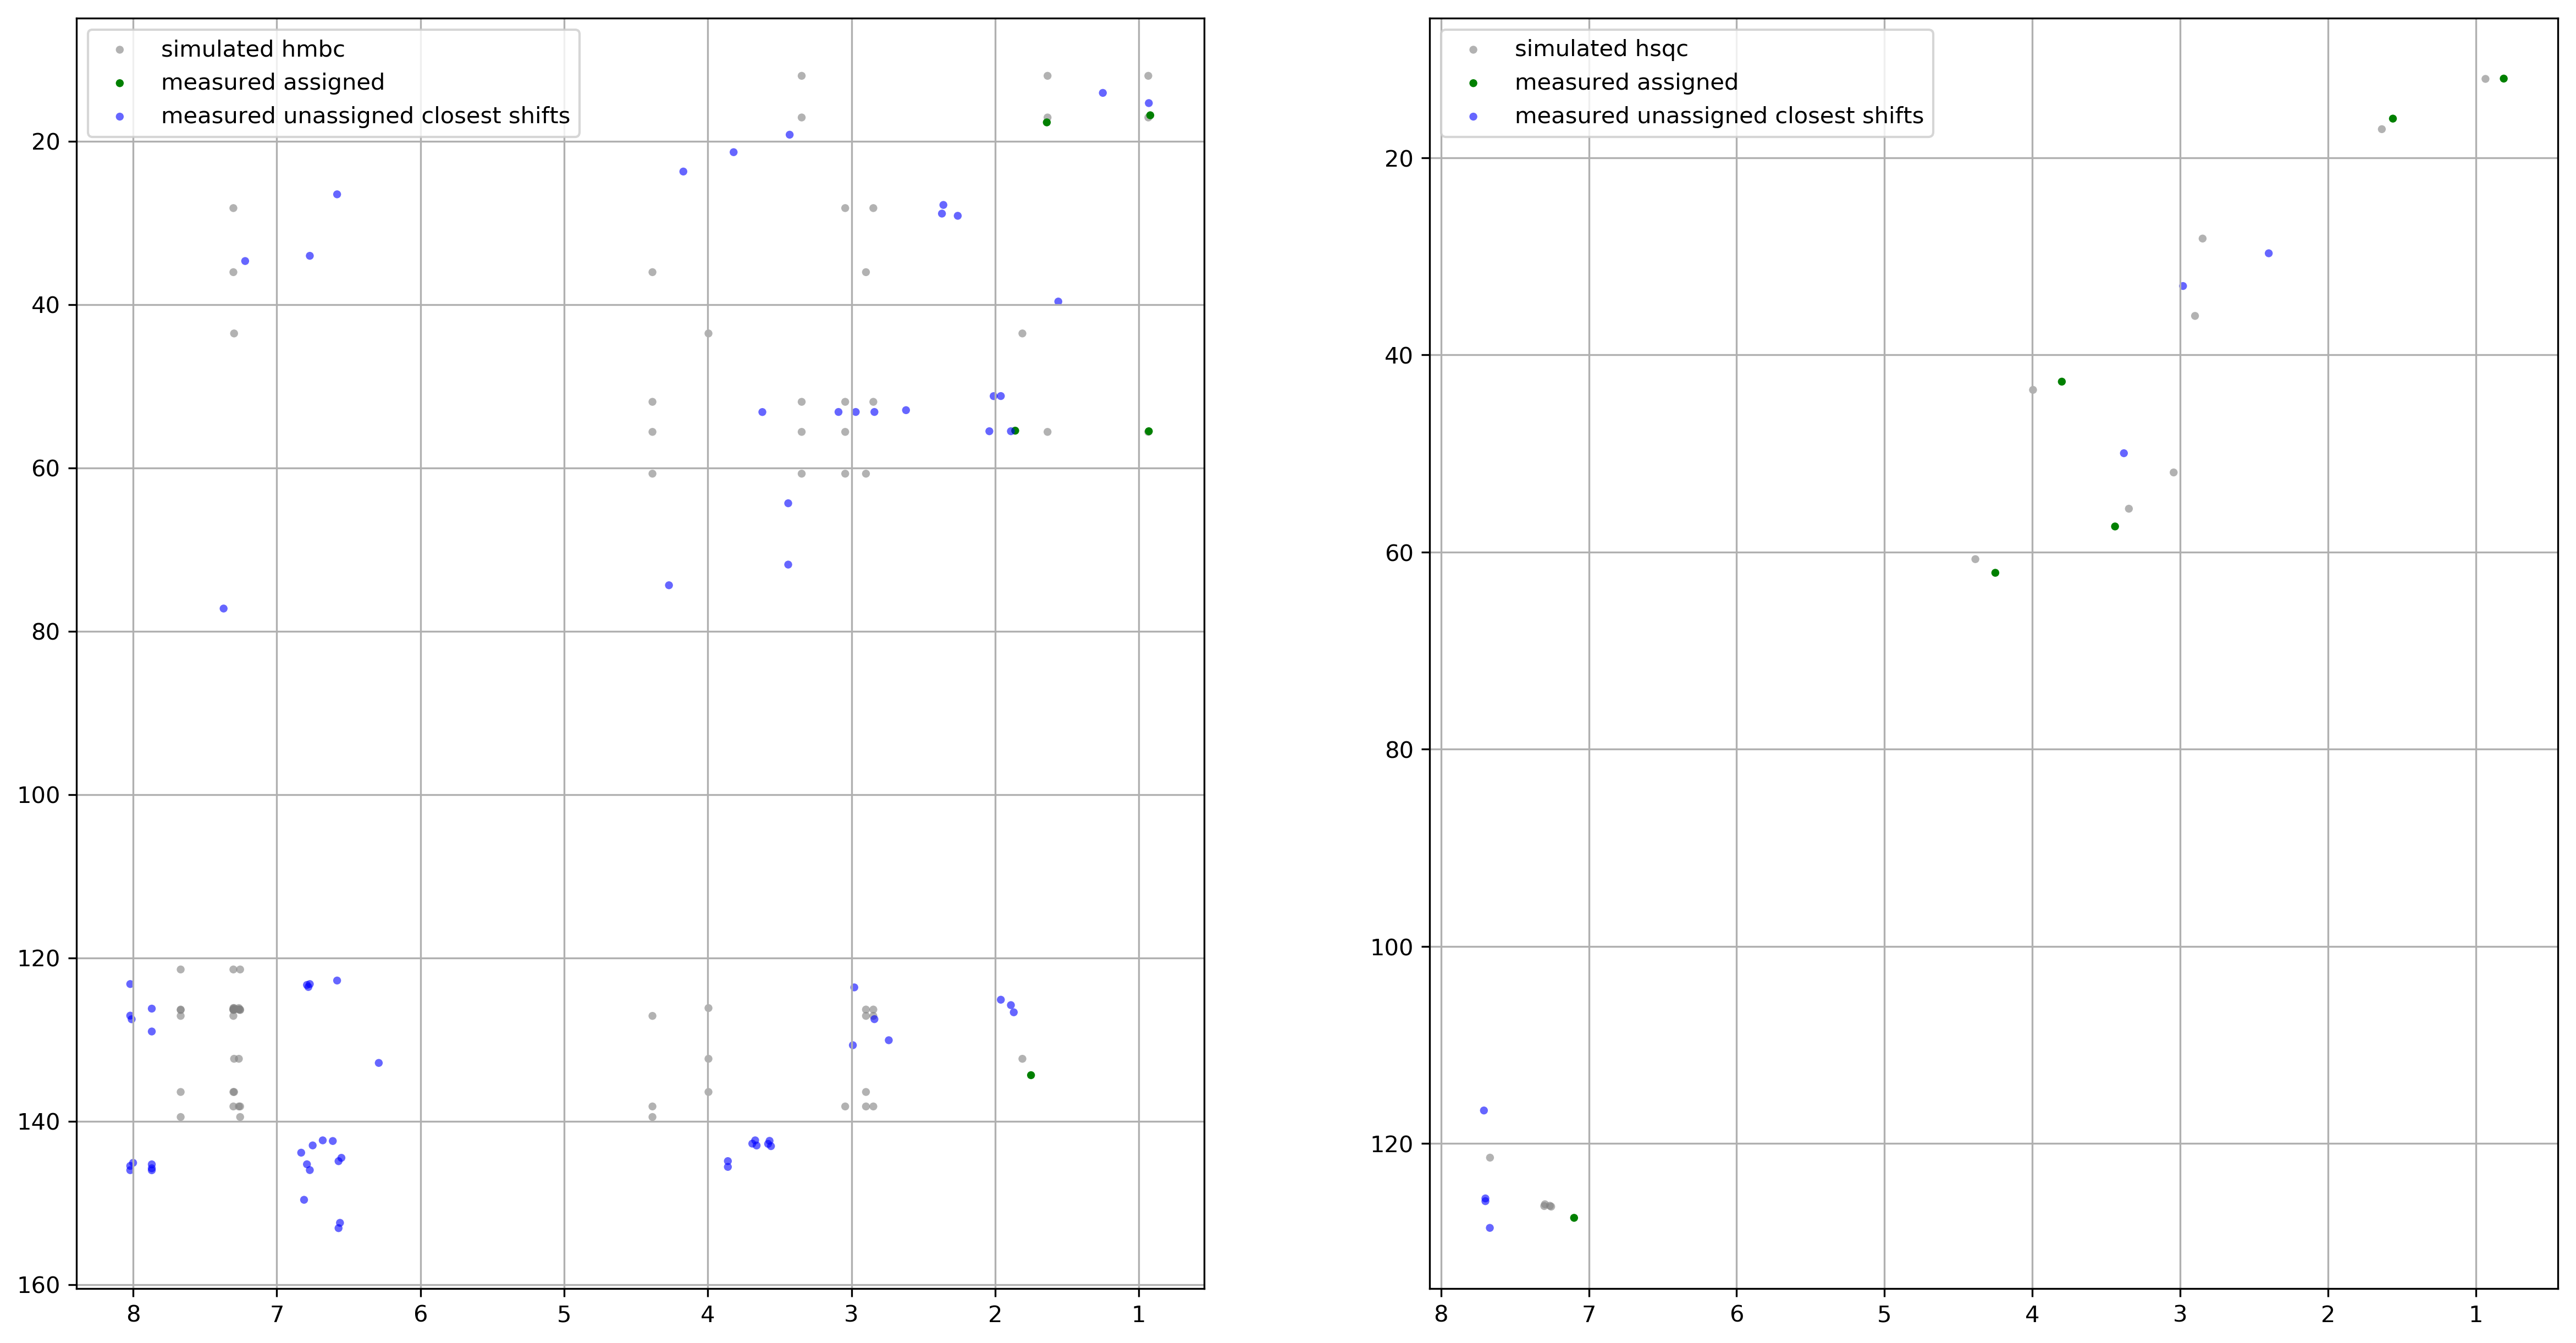 simulated hmbc
measured assigned
measured unassigned closest shifts
20
40
60
80
100
120
140
160
8 7 6 5 4 3 2 1
simulated hsqc
measured assigned
measured unassigned closest shifts
20
40
60
80
100
120
8 7 6 5 4 3 2 1